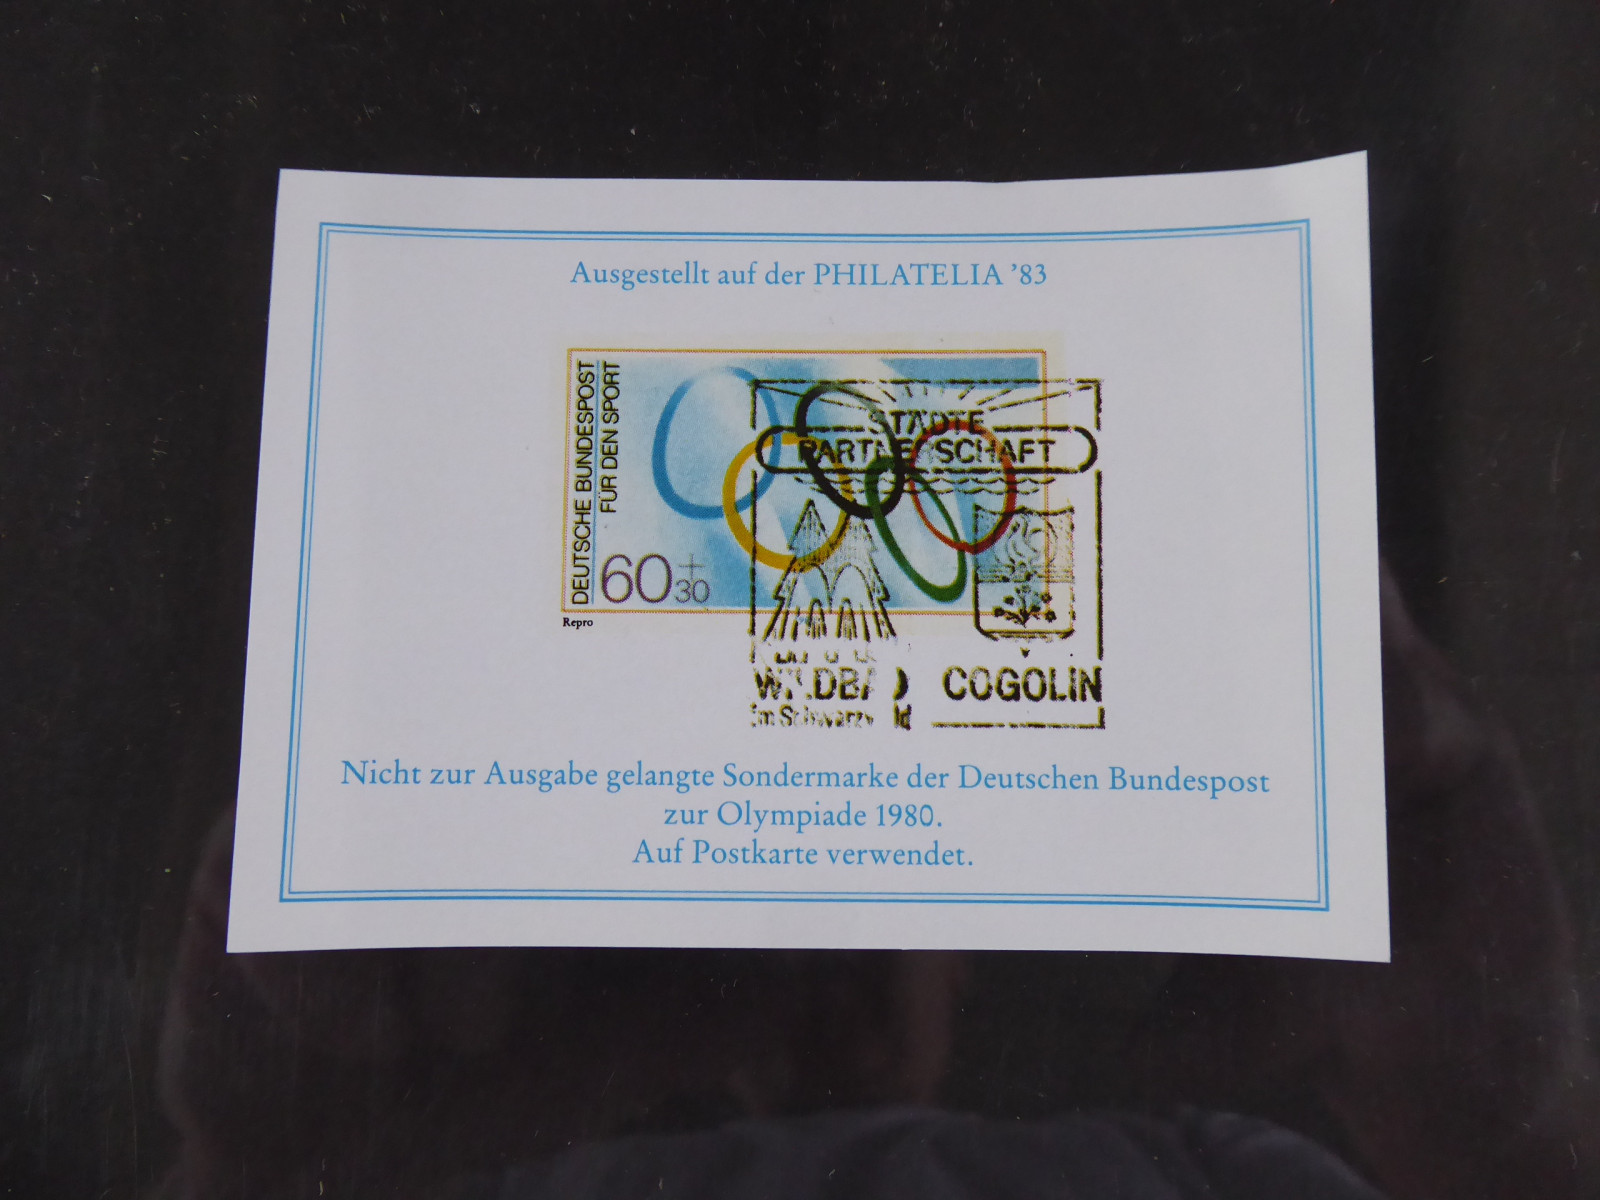 Ausgestellt auf der PHILATELIA ’83
DEUTSCHE BUNDESPOST
FÜR DEN SPORT
60+30
STÄDTE
PARTNERSCHAFT
Repro
COGOLIN
Nicht zur Ausgabe gelangte Sondermarke der Deutschen Bundespost
zur Olympiade 1980.
Auf Postkarte verwendet.